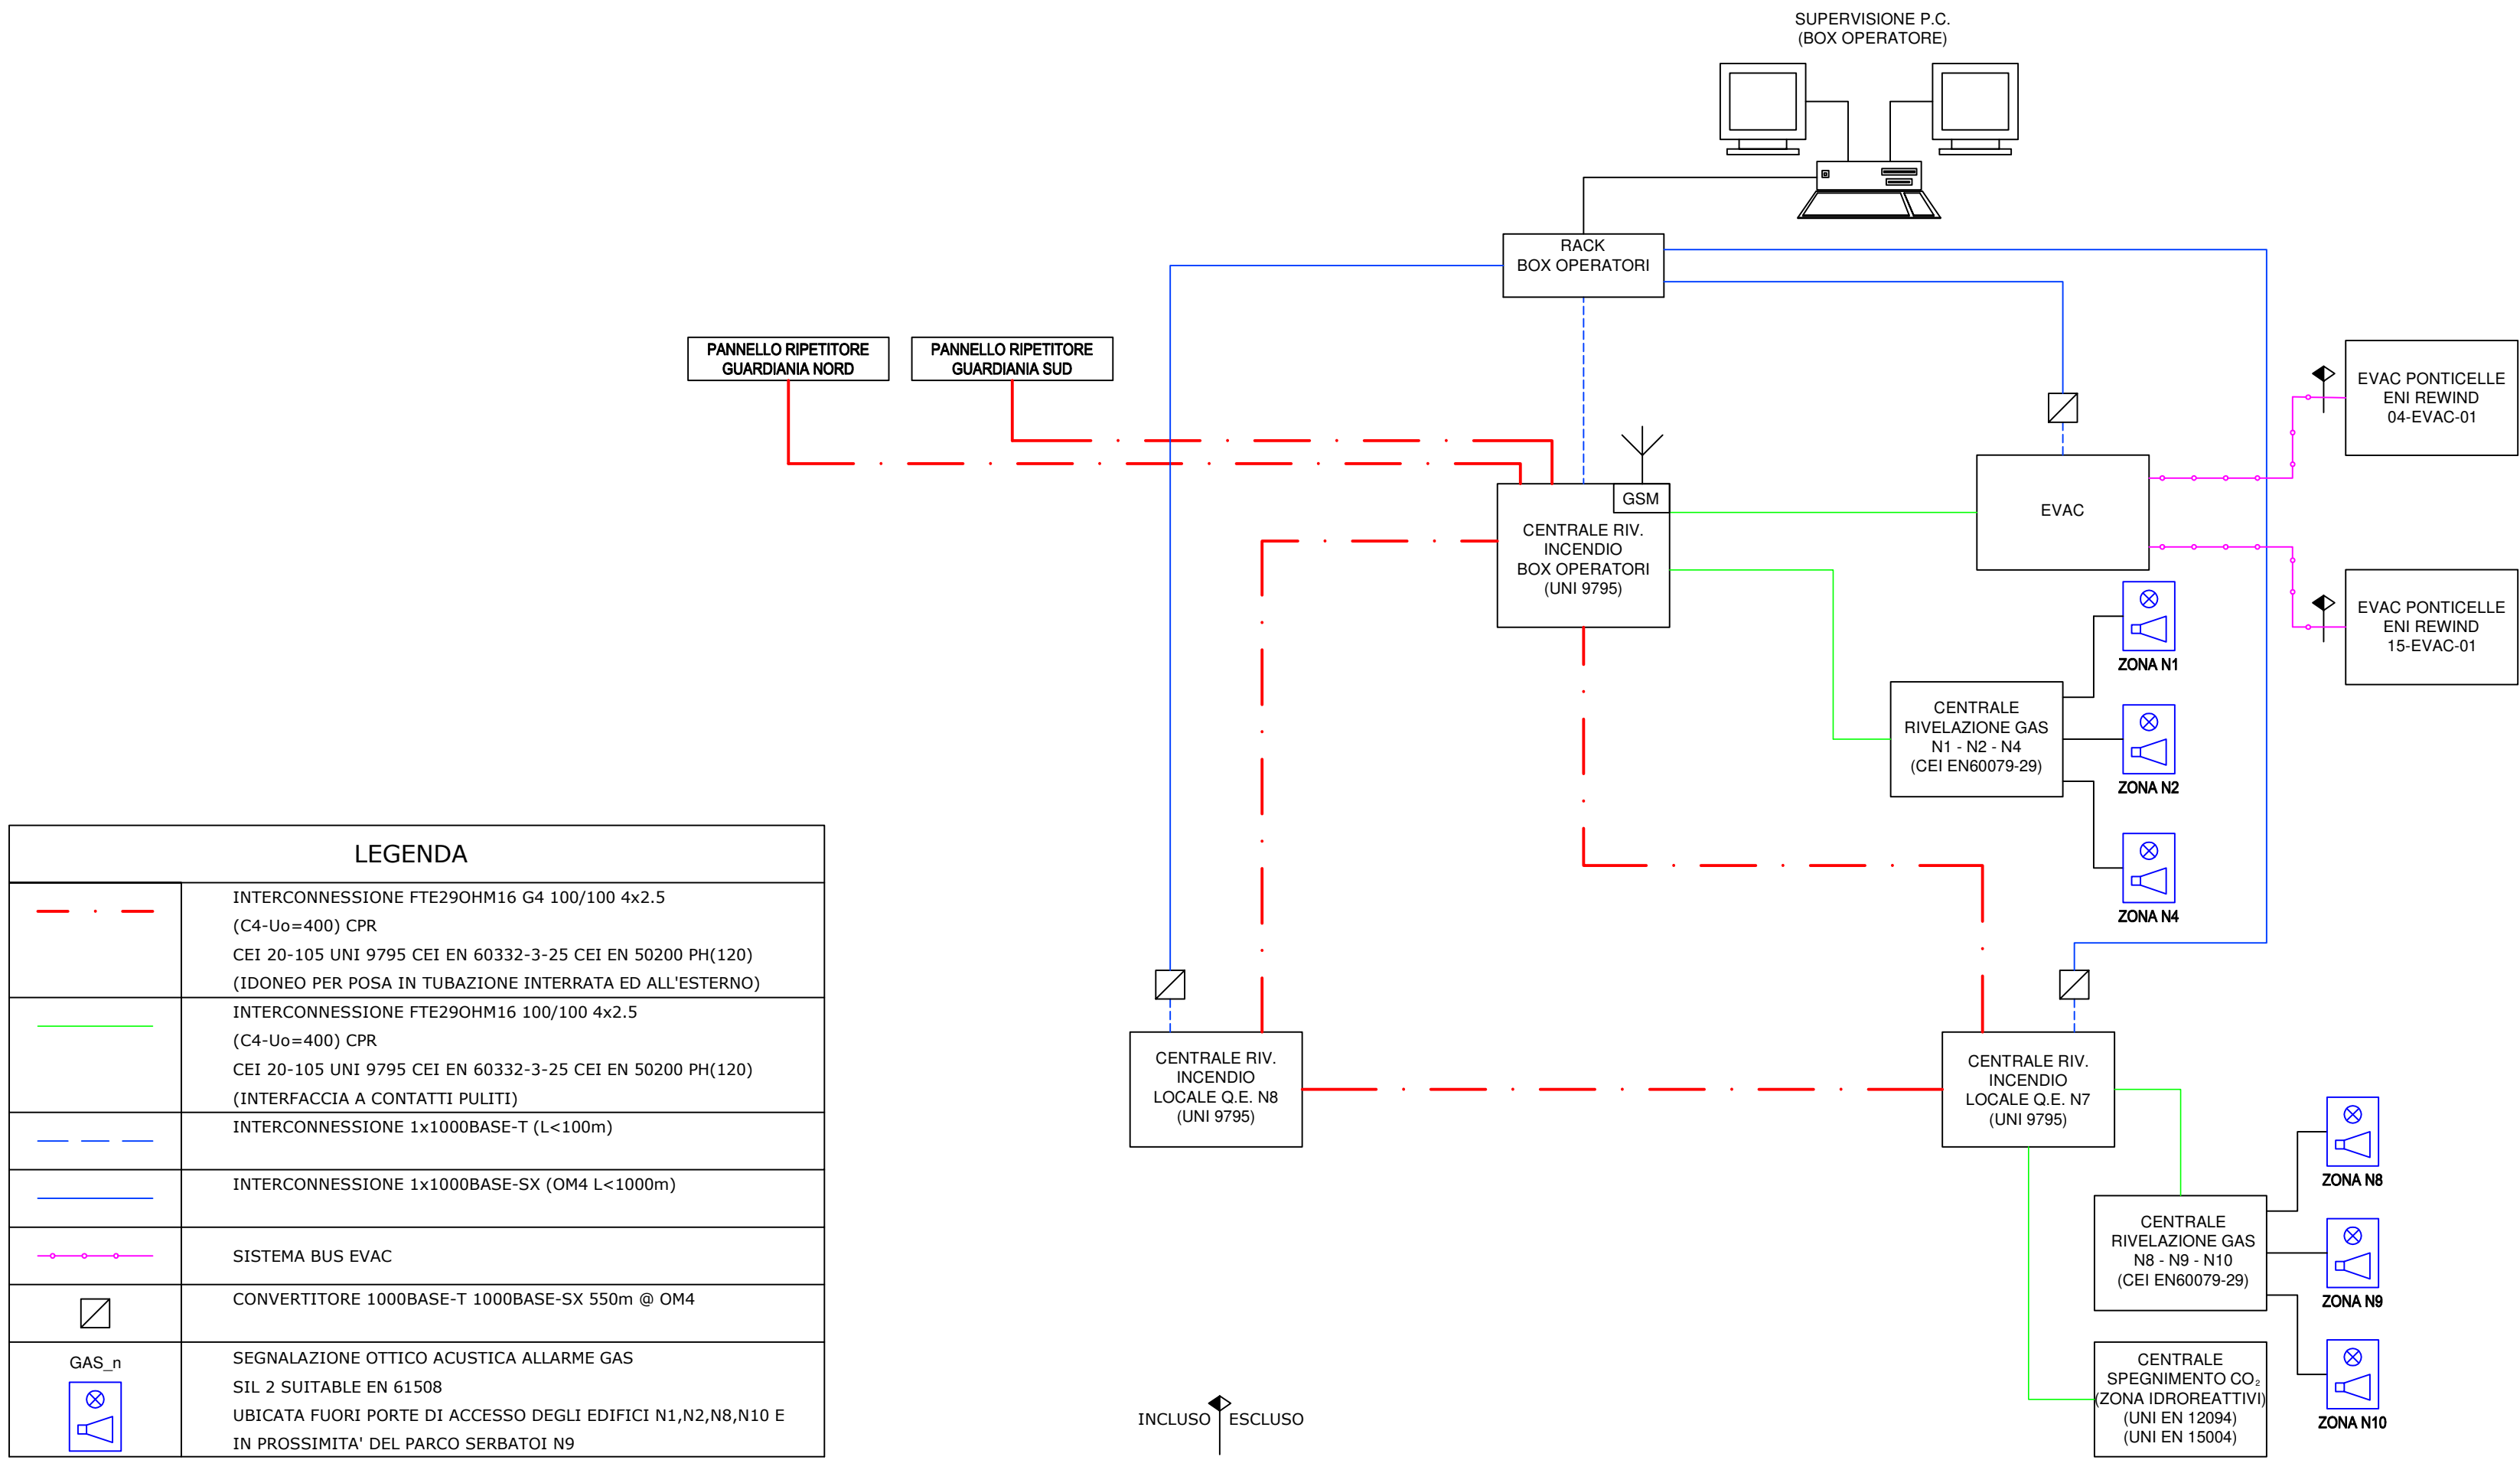 SUPERVISIONE P.C.
(BOX OPERATORE)
RACK
BOX OPERATORI
PANNELLO RIPETITORE
GUARDIANIA NORD
PANNELLO RIPETITORE
GUARDIANIA SUD
EVAC PONTICELLE
ENI REWIND
04-EVAC-01
GSM
CENTRALE RIV.
INCENDIO
BOX OPERATORI
(UNI 9795)
EVAC
EVAC PONTICELLE
ENI REWIND
15-EVAC-01
ZONA N1
CENTRALE
RIVELAZIONE GAS
N1 - N2 - N4
(CEI EN60079-29)
ZONA N2
ZONA N4
CENTRALE RIV.
INCENDIO
LOCALE Q.E. N8
(UNI 9795)
CENTRALE RIV.
INCENDIO
LOCALE Q.E. N7
(UNI 9795)
ZONA N8
CENTRALE
RIVELAZIONE GAS
N8 - N9 - N10
(CEI EN60079-29)
ZONA N9
CENTRALE
SPEGNIMENTO CO₂
(ZONA IDROREATTIVI)
(UNI EN 12094)
(UNI EN 15004)
ZONA N10
INCLUSO ESCLUSO
LEGENDA
INTERCONNESSIONE FTE29OHM16 G4 100/100 4x2.5
(C4-Uo=400) CPR
CEI 20-105 UNI 9795 CEI EN 60332-3-25 CEI EN 50200 PH(120)
(IDONEO PER POSA IN TUBAZIONE INTERRATA ED ALL'ESTERNO)
INTERCONNESSIONE FTE29OHM16 100/100 4x2.5
(C4-Uo=400) CPR
CEI 20-105 UNI 9795 CEI EN 60332-3-25 CEI EN 50200 PH(120)
(INTERFACCIA A CONTATTI PULITI)
INTERCONNESSIONE 1x1000BASE-T (L<100m)
INTERCONNESSIONE 1x1000BASE-SX (OM4 L<1000m)
SISTEMA BUS EVAC
CONVERTITORE 1000BASE-T 1000BASE-SX 550m @ OM4
GAS_n
SEGNALAZIONE OTTICO ACUSTICA ALLARME GAS
SIL 2 SUITABLE EN 61508
UBICATA FUORI PORTE DI ACCESSO DEGLI EDIFICI N1,N2,N8,N10 E
IN PROSSIMITA' DEL PARCO SERBATOI N9